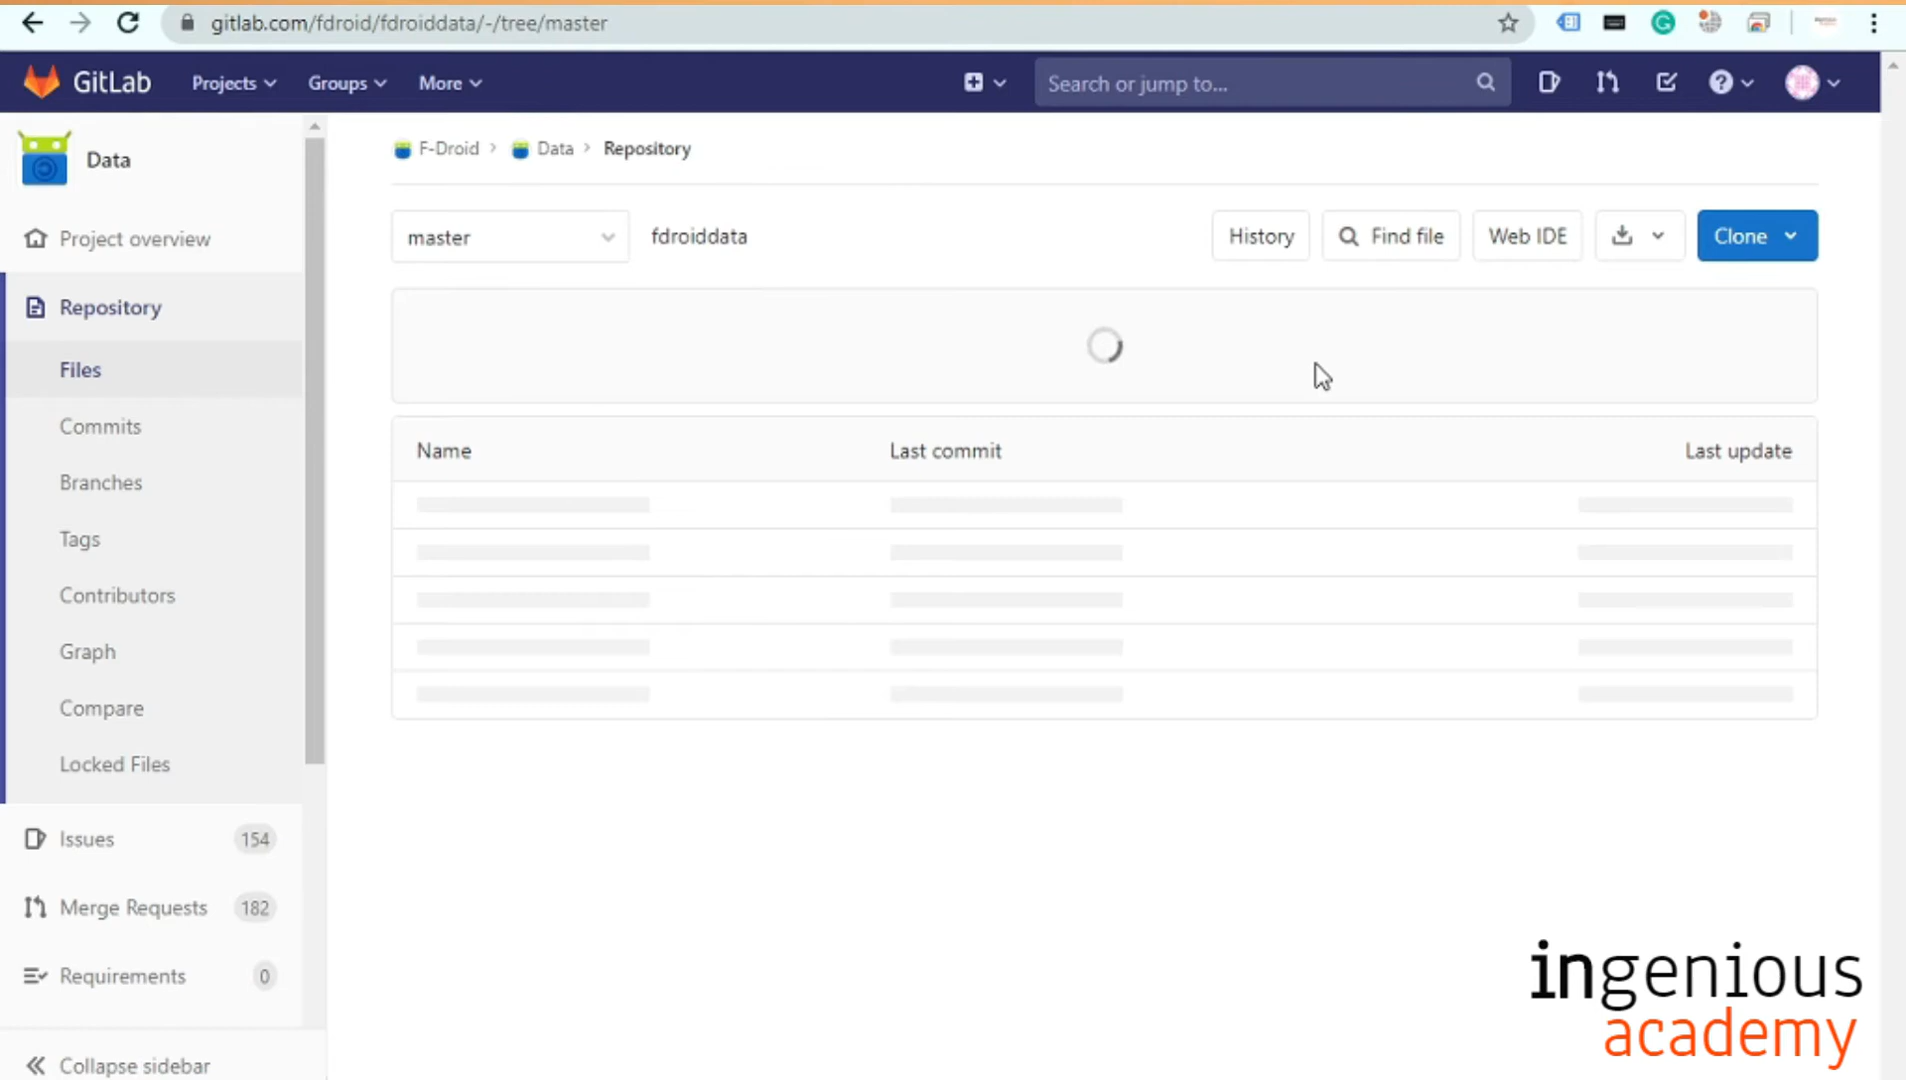 gitlab.com/fdroid/fdroiddata/-/tree/master
GitLab Projects Groups More Search or jump to...
Data
F-Droid Data Repository
Project overview
master fdroiddata History Find file Web IDE Clone
Repository
Files
Commits
Branches
Tags
Contributors
Graph
Compare
Locked Files
Issues 154
Merge Requests 182
Requirements 0
Collapse sidebar
Name Last commit Last update
ingenious
academy